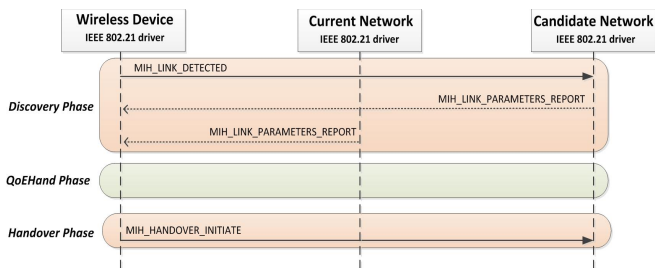 Wireless Device
IEEE 802.21 driver
Current Network
IEEE 802.21 driver
Candidate Network
IEEE 802.21 driver
Discovery Phase
MIH_LINK_DETECTED
MIH_LINK_PARAMETERS_REPORT
MIH_LINK_PARAMETERS_REPORT
QoEHand Phase
Handover Phase
MIH_HANDOVER_INITIATE